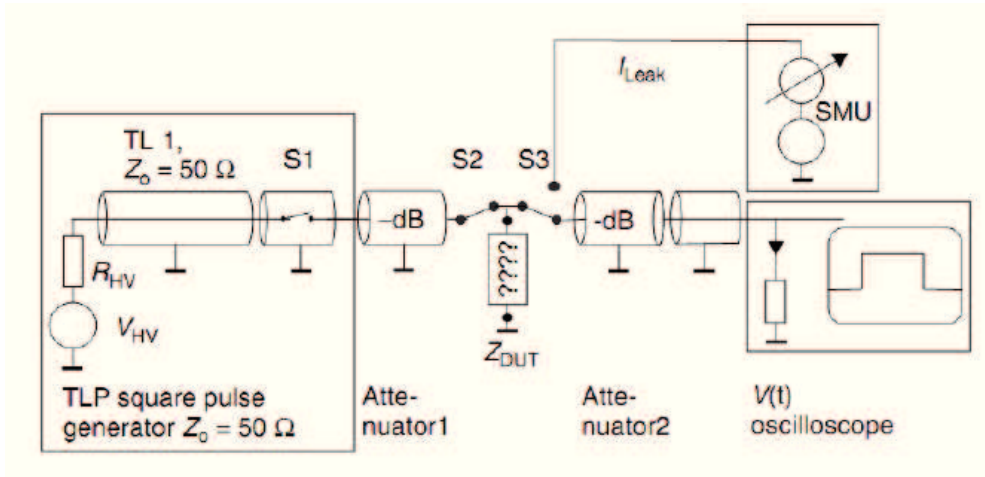 I_Leak
SMU
TL 1,
Z_o = 50 Ω
S1
S2
S3
–dB
-dB
R_HV
V_HV
????
Z_DUT
TLP square pulse
generator Z_o = 50 Ω
Atte-
nuator1
Atte-
nuator2
V(t)
oscilloscope